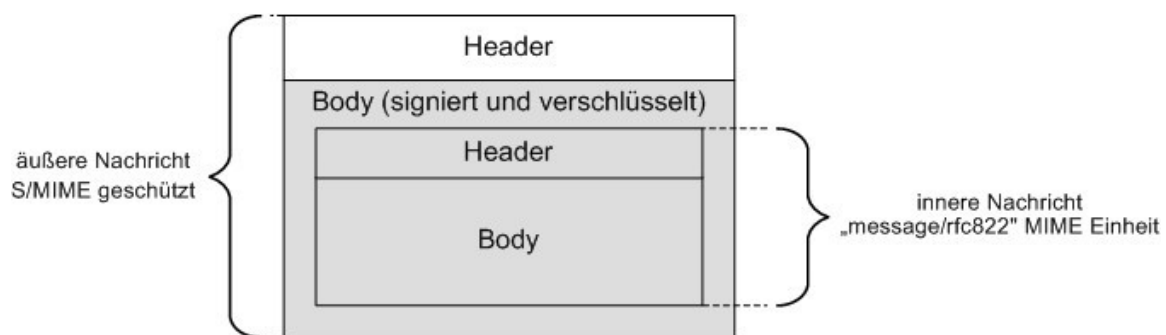 Header
Body (signiert und verschlüsselt)
Header
äußere Nachricht
S/MIME geschützt
innere Nachricht
„message/rfc822" MIME Einheit
Body